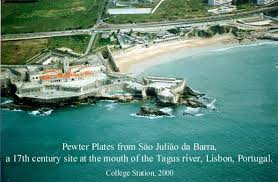 Pewter Plates from São Julião da Barra,
a 17th century site at the mouth of the Tagus river, Lisbon, Portugal.
College Station, 2000